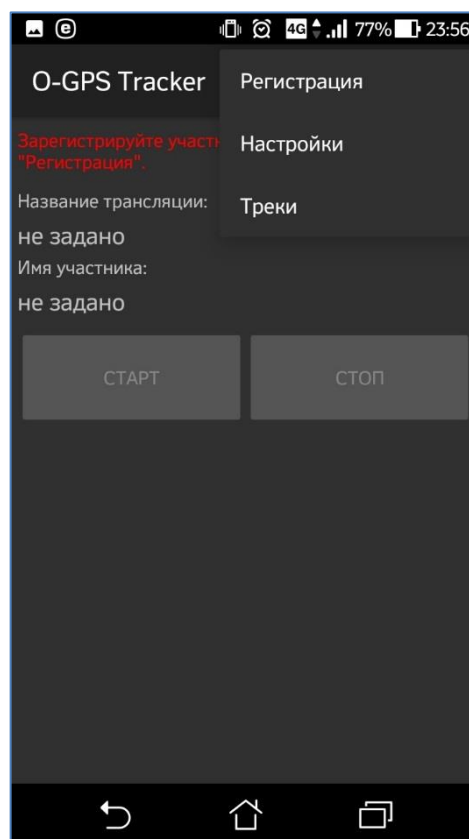 4G 77% 23:56
O-GPS Tracker
Регистрация
Настройки
Треки
Зарегистрируйте
"Регистрация".
Название трансляции:
не задано
Имя участника:
не задано
СТАРТ СТОП